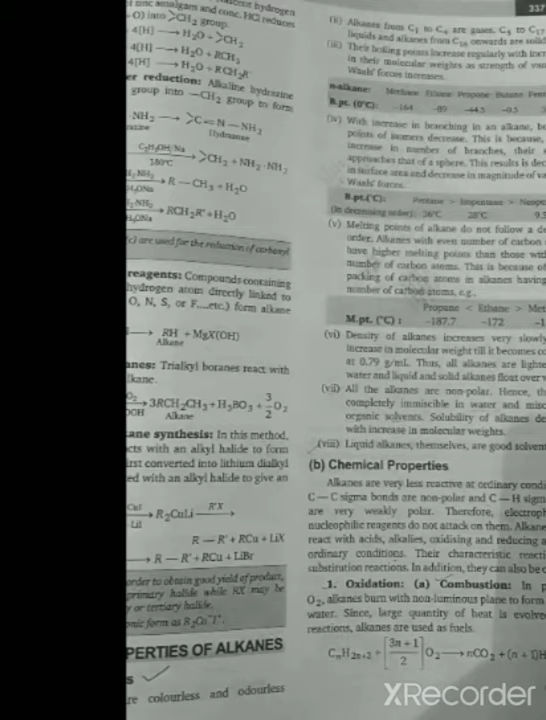 zinc amalgam and conc. HCl reduces
O) into >CH₂ group.
4[H] ⟶ H₂O + >CH₂
4[H] ⟶ H₂O + RCH₃
4[H] ⟶ H₂O + RCH₂R'
er reduction: Alkaline hydrazine
group into —CH₂ group to form
NH₂ ⟶ >C=N—NH₂
C₂H₅OH/Na
180°C
⟶ >CH₂ + NH₂·NH₂
⟶ R—CH₃ + H₂O
⟶ RCH₂R' + H₂O
(c) are used for the reduction of carbonyl
reagents: Compounds containing
hydrogen atom directly linked to
O, N, S, or F....etc.) form alkane
⟶ RH + MgX(OH)
Alkane
anes: Trialkyl boranes react with
lkane.
⟶ 3RCH₂CH₃ + H₃BO₃ + 3/2 O₂
Alkane
ane synthesis: In this method,
cts with an alkyl halide to form
irst converted into lithium dialkyl
ed with an alkyl halide to give an
CuI
-LiI
⟶ R₂CuLi R'X ⟶
R—R' + RCu + LiX
⟶ R—R' + RCu + LiBr
order to obtain good yield of product,
primary halide while RX may be
y or tertiary halide.
PERTIES OF ALKANES
s
re colourless and odourless
337
(ii) Alkanes from C₁ to C₄ are gases, C₅ to C₁₇
liquids and alkanes from C₁₈ onwards are solid
(iii) Their boiling points increase regularly with incr
in their molecular weights as strength of van
Waals' forces increases.
n-alkane: Methane Ethane Propane Butane Pent
B.pt. (0°C): -164 -89 -44.5 -0.5 3
(iv) With increase in branching in an alkane, bo
points of isomers decrease. This is because,
increase in number of branches, their
approaches that of a sphere. This results is dec
in surface area and decrease in magnitude of va
Waals' forces.
B.pt.(°C): Pentane > Isopentane > Neope
(In decreasing order): 36°C 28°C 9.5
(v) Melting points of alkane do not follow a de
order. Alkanes with even number of carbon
have higher melting points than those with
number of carbon atoms. This is because of
packing of carbon atoms in alkanes having
number of carbon atoms, e.g.,
Propane < Ethane > Met
M.pt. (°C) : -187.7 -172 -1
(vi) Density of alkanes increases very slowly
increase in molecular weight till it becomes co
at 0.79 g/mL. Thus, all alkanes are lighte
water and liquid and solid alkanes float over w
(vii) All the alkanes are non-polar. Hence, th
completely immiscible in water and misc
organic solvents. Solubility of alkanes de
with increase in molecular weights.
(viii) Liquid alkanes, themselves, are good solvent
(b) Chemical Properties
Alkanes are very less reactive at ordinary condi
C—C sigma bonds are non-polar and C—H sigm
are very weakly polar. Therefore, electroph
nucleophilic reagents do not attack on them. Alkane
react with acids, alkalies, oxidising and reducing a
ordinary conditions. Their characteristic reacti
substitution reactions. In addition, they can also be o
1. Oxidation: (a) Combustion: In p
O₂, alkanes burn with non-luminous plane to form
water. Since, large quantity of heat is evolve
reactions, alkanes are used as fuels.
CₙH₂ₙ₊₂ + [3n + 1 / 2] O₂ ⟶ nCO₂ + (n + 1)H
XRecorder